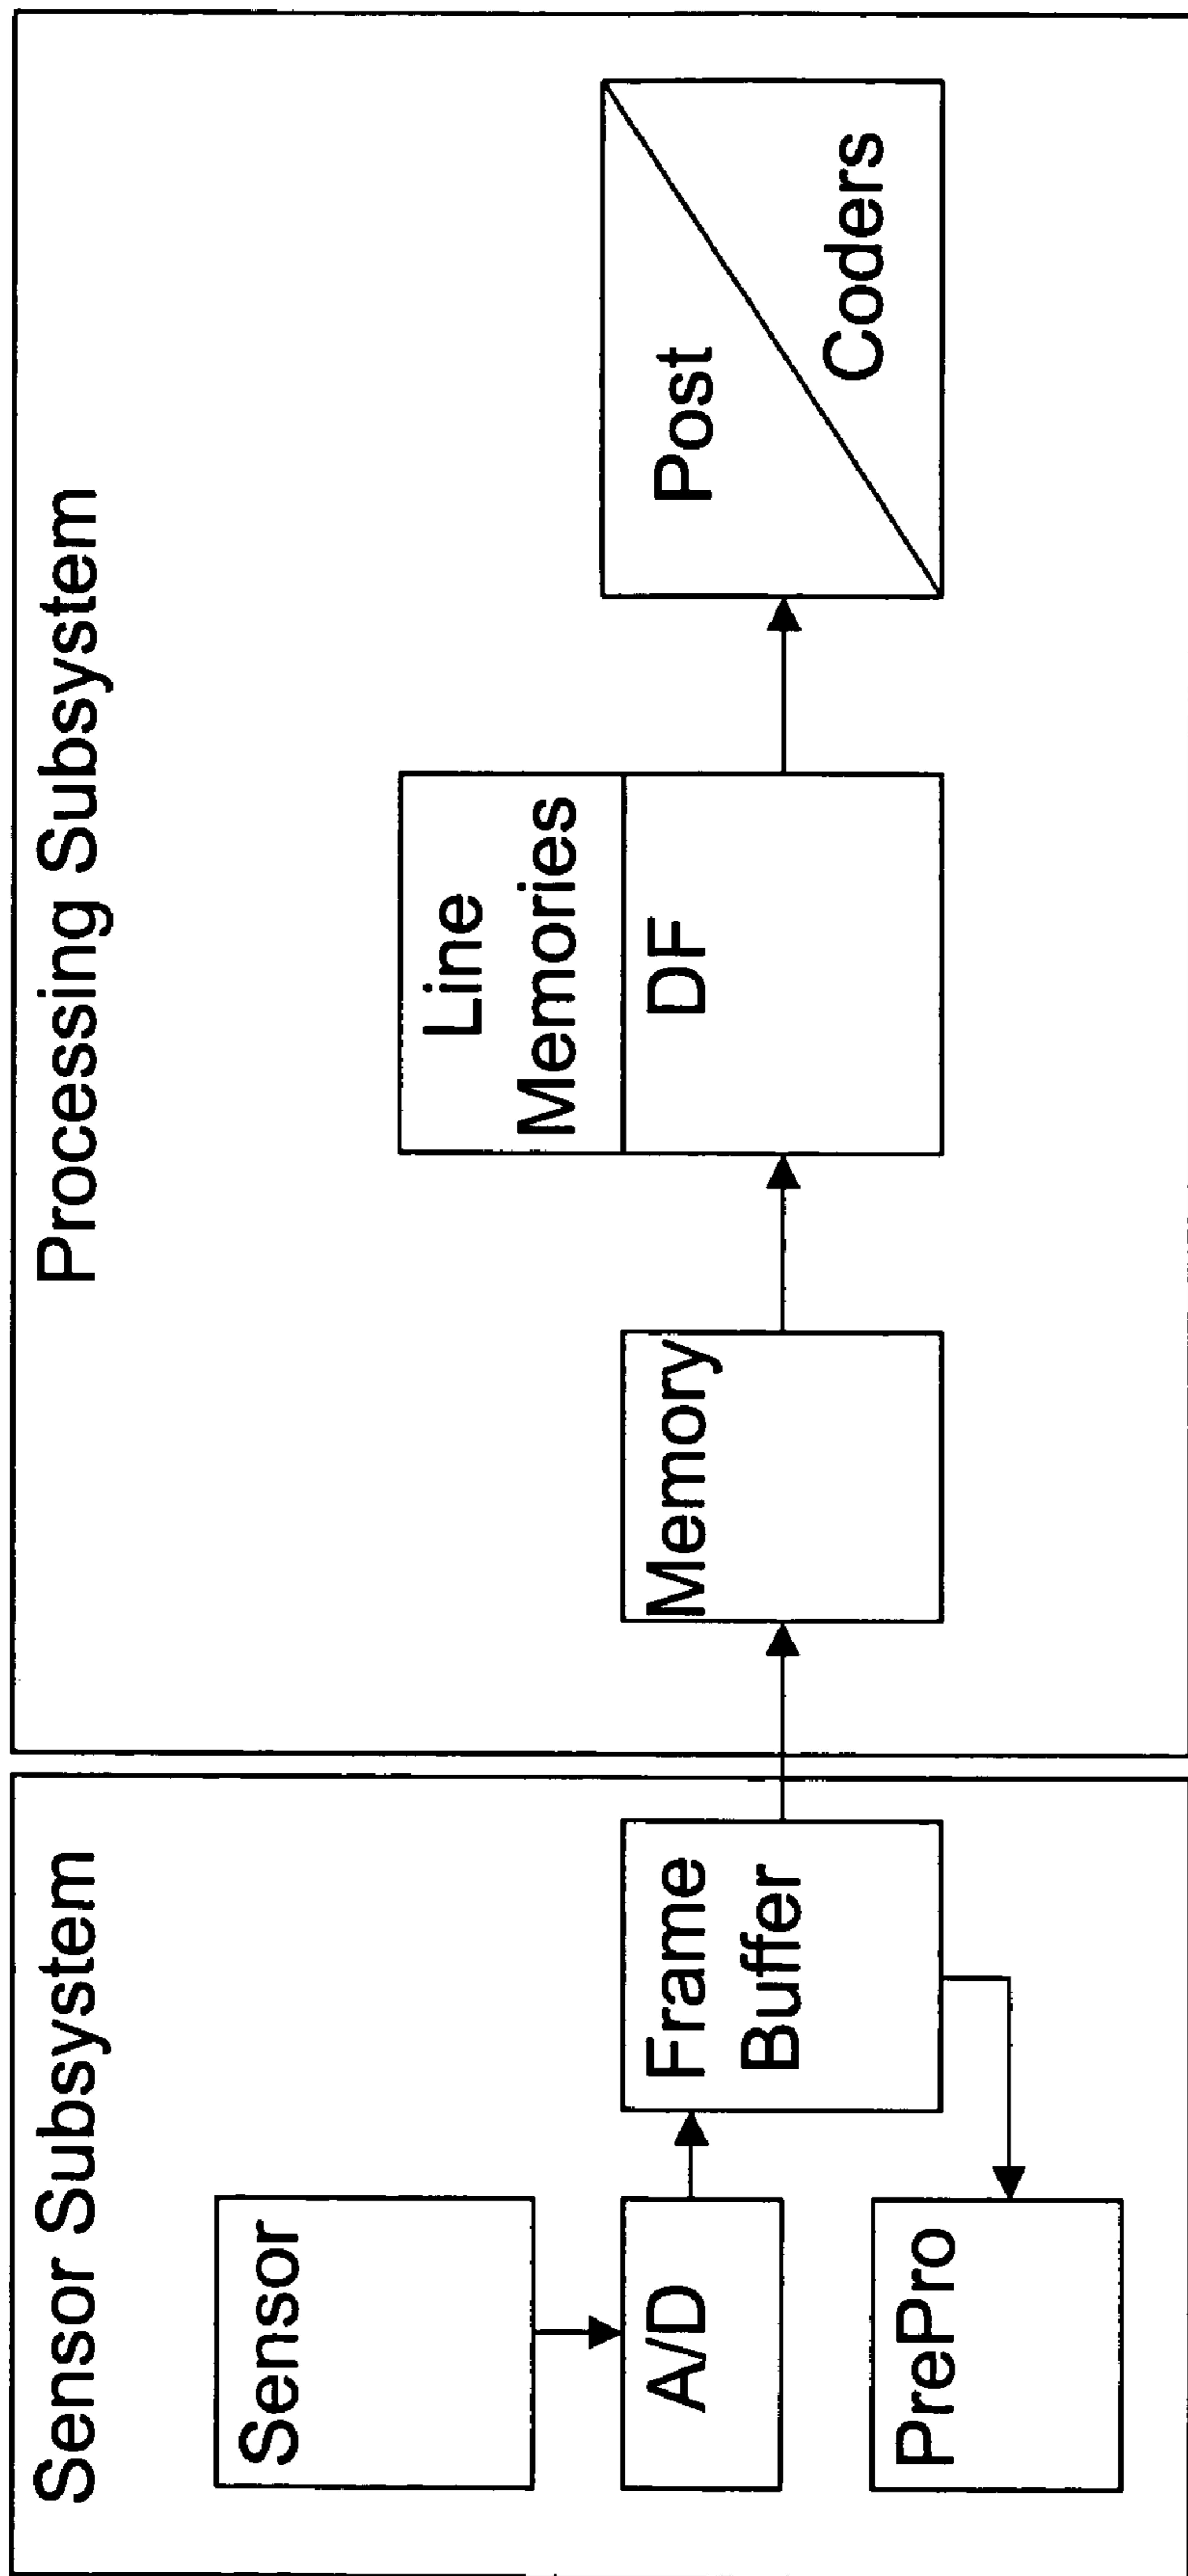 Sensor Subsystem
Sensor
A/D
PrePro
Frame
Buffer
Processing Subsystem
Memory
Line
Memories
DF
Post
Coders